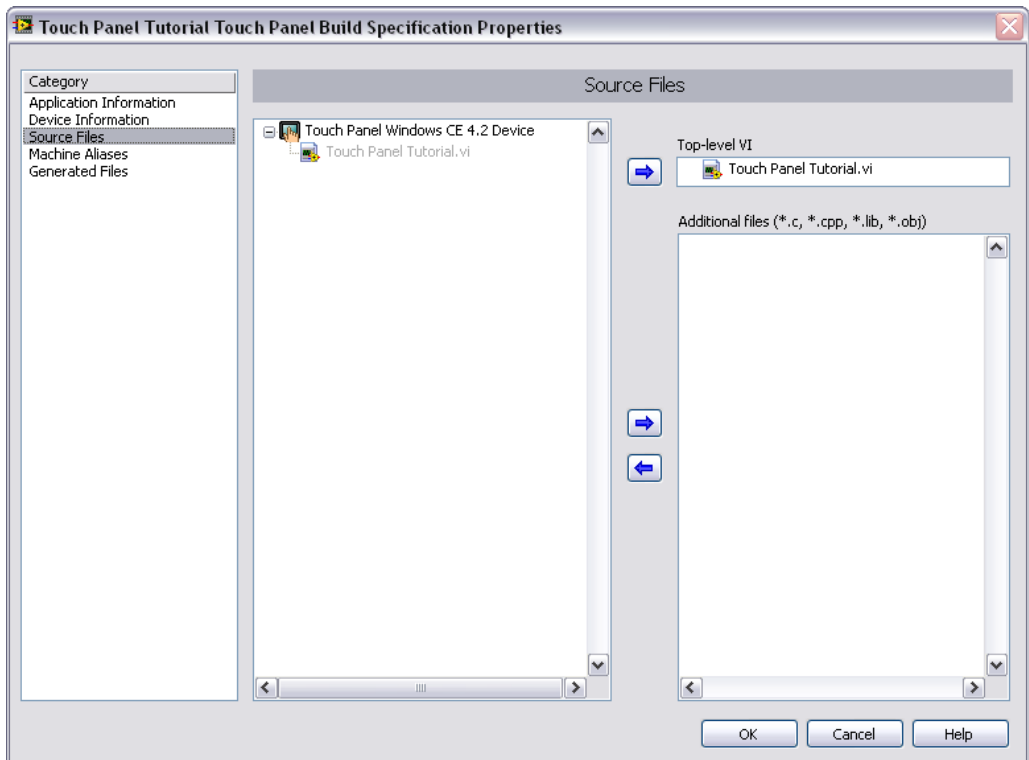 Touch Panel Tutorial Touch Panel Build Specification Properties
Category
Application Information
Device Information
Source Files
Machine Aliases
Generated Files
Source Files
Touch Panel Windows CE 4.2 Device
Touch Panel Tutorial.vi
Top-level VI
Touch Panel Tutorial.vi
Additional files (*.c, *.cpp, *.lib, *.obj)
OK
Cancel
Help